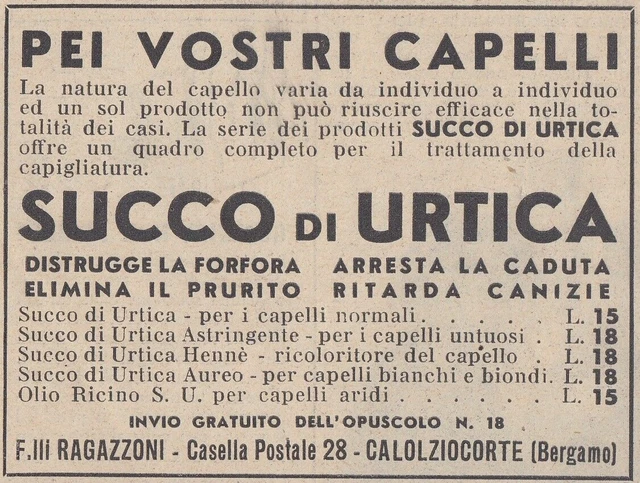 PEI VOSTRI CAPELLI
La natura del capello varia da individuo a individuo
ed un sol prodotto non può riuscire efficace nella to-
talità dei casi. La serie dei prodotti SUCCO DI URTICA
offre un quadro completo per il trattamento della
capigliatura.
SUCCO DI URTICA
DISTRUGGE LA FORFORA ARRESTA LA CADUTA
ELIMINA IL PRURITO RITARDA CANIZIE
Succo di Urtica - per i capelli normali . . . . . L. 15
Succo di Urtica Astringente - per i capelli untuosi . L. 18
Succo di Urtica Hennè - ricoloritore del capello . L. 18
Succo di Urtica Aureo - per capelli bianchi e biondi. L. 18
Olio Ricino S. U. per capelli aridi . . . . . L. 15
INVIO GRATUITO DELL'OPUSCOLO N. 18
F.lli RAGAZZONI - Casella Postale 28 - CALOLZIOCORTE (Bergamo)